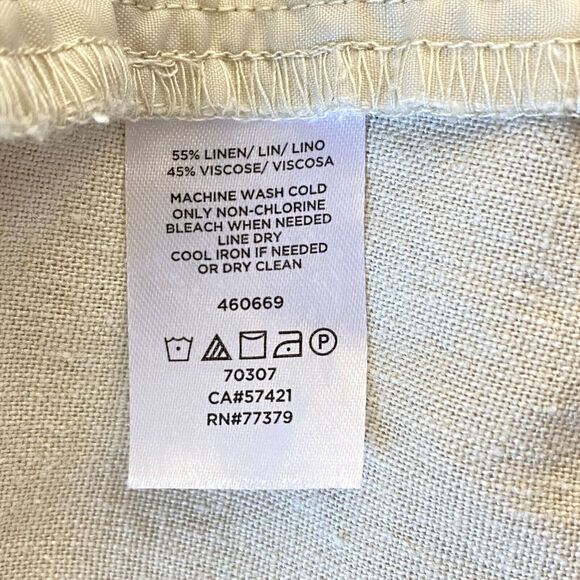 55% LINEN/ LIN/ LINO
45% VISCOSE/ VISCOSA
MACHINE WASH COLD
ONLY NON-CHLORINE
BLEACH WHEN NEEDED
LINE DRY
COOL IRON IF NEEDED
OR DRY CLEAN
460669
P
70307
CA#57421
RN#77379